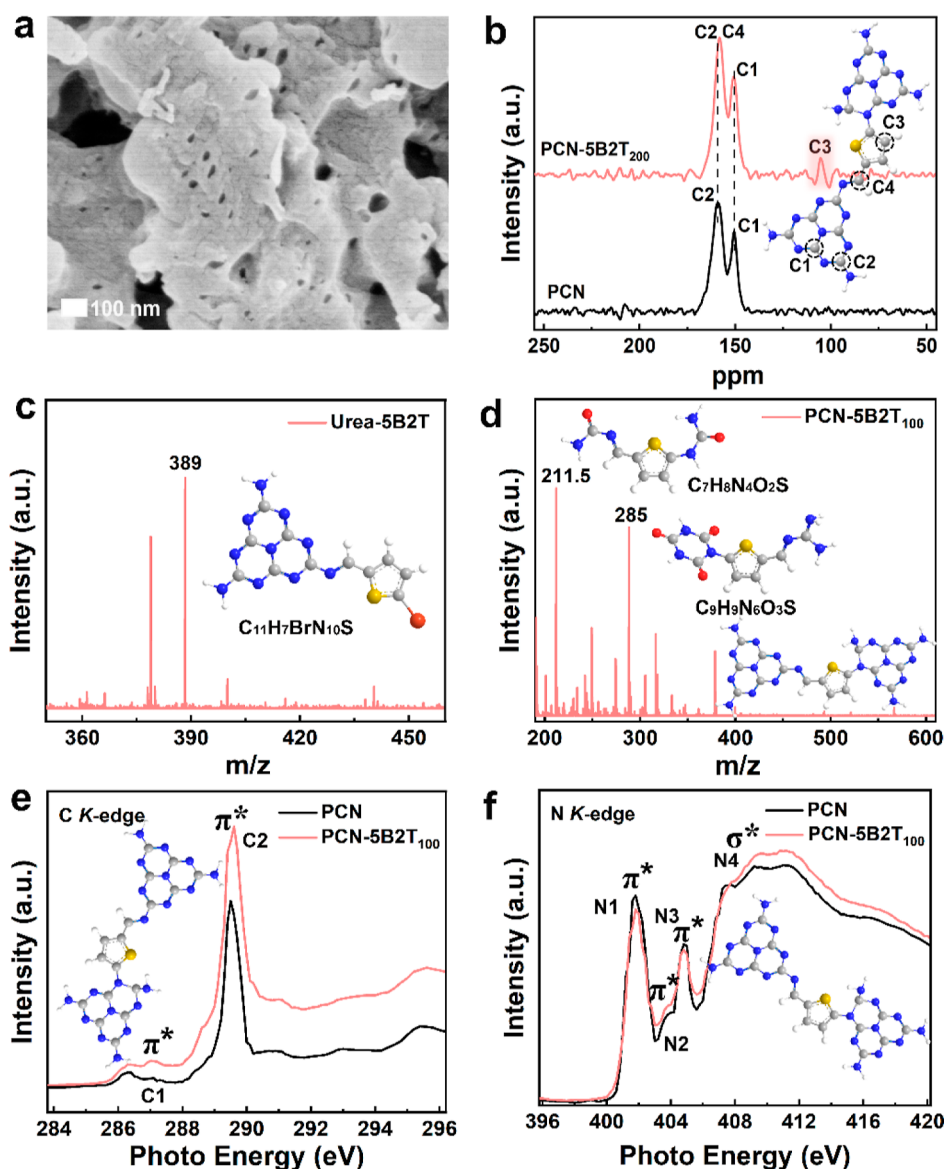 a
100 nm
b
Intensity (a.u.)
C2 C4
C1
C3
PCN-5B2T200
C3
C4
C2
C1
C1
C2
PCN
250 200 150 100 50
ppm
c
Urea-5B2T
389
Intensity (a.u.)
C11H7BrN10S
360 390 420 450
m/z
d
PCN-5B2T100
211.5
C7H8N4O2S
285
Intensity (a.u.)
C9H9N6O3S
200 300 400 500 600
m/z
e
C K-edge
PCN
PCN-5B2T100
π*
C2
Intensity (a.u.)
π*
C1
284 286 288 290 292 294 296
Photo Energy (eV)
f
N K-edge
PCN
PCN-5B2T100
σ*
N4
π*
N1
N3
π*
Intensity (a.u.)
π*
N2
396 400 404 408 412 416 420
Photo Energy (eV)